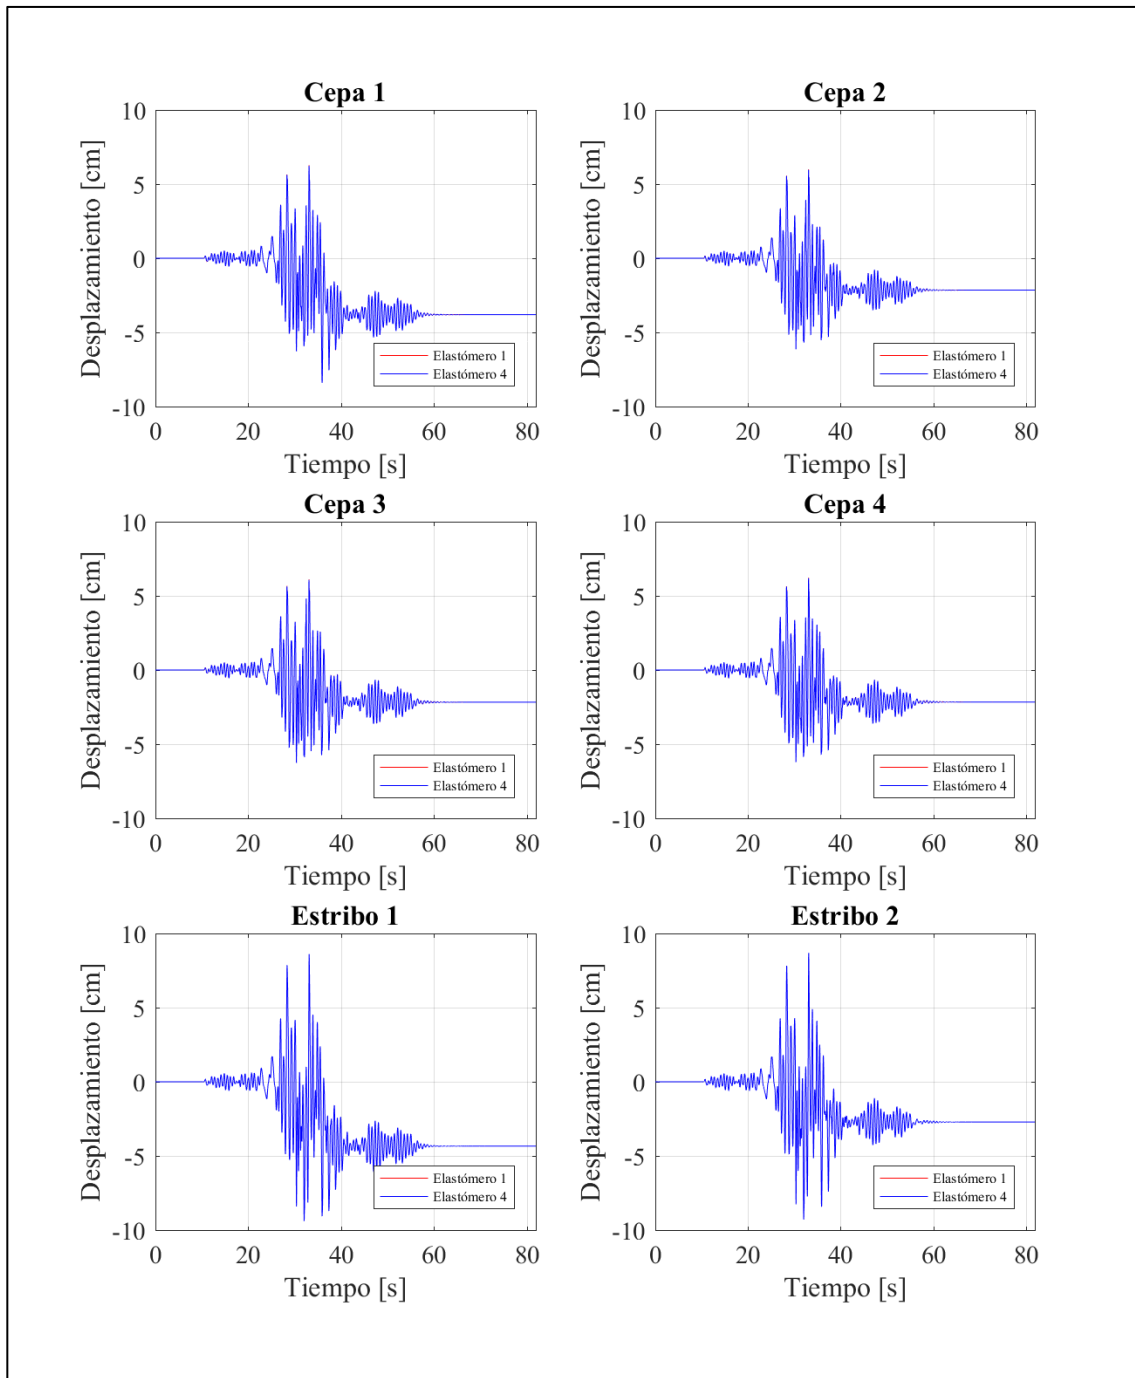 Cepa 1
10
5
0
-5
-10
Desplazamiento [cm]
Elastómero 1
Elastómero 4
0 20 40 60 80
Tiempo [s]
Cepa 2
10
5
0
-5
-10
Desplazamiento [cm]
Elastómero 1
Elastómero 4
0 20 40 60 80
Tiempo [s]
Cepa 3
10
5
0
-5
-10
Desplazamiento [cm]
Elastómero 1
Elastómero 4
0 20 40 60 80
Tiempo [s]
Cepa 4
10
5
0
-5
-10
Desplazamiento [cm]
Elastómero 1
Elastómero 4
0 20 40 60 80
Tiempo [s]
Estribo 1
10
5
0
-5
-10
Desplazamiento [cm]
Elastómero 1
Elastómero 4
0 20 40 60 80
Tiempo [s]
Estribo 2
10
5
0
-5
-10
Desplazamiento [cm]
Elastómero 1
Elastómero 4
0 20 40 60 80
Tiempo [s]